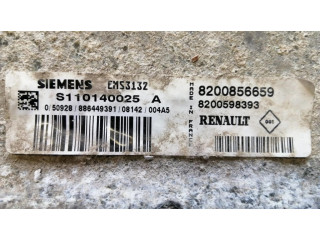 SIEMENS EMS3132
S110140025 A
0 50928 886449391 08142 004A5
MADE IN FRANCE
8200856659
8200598393
RENAULT